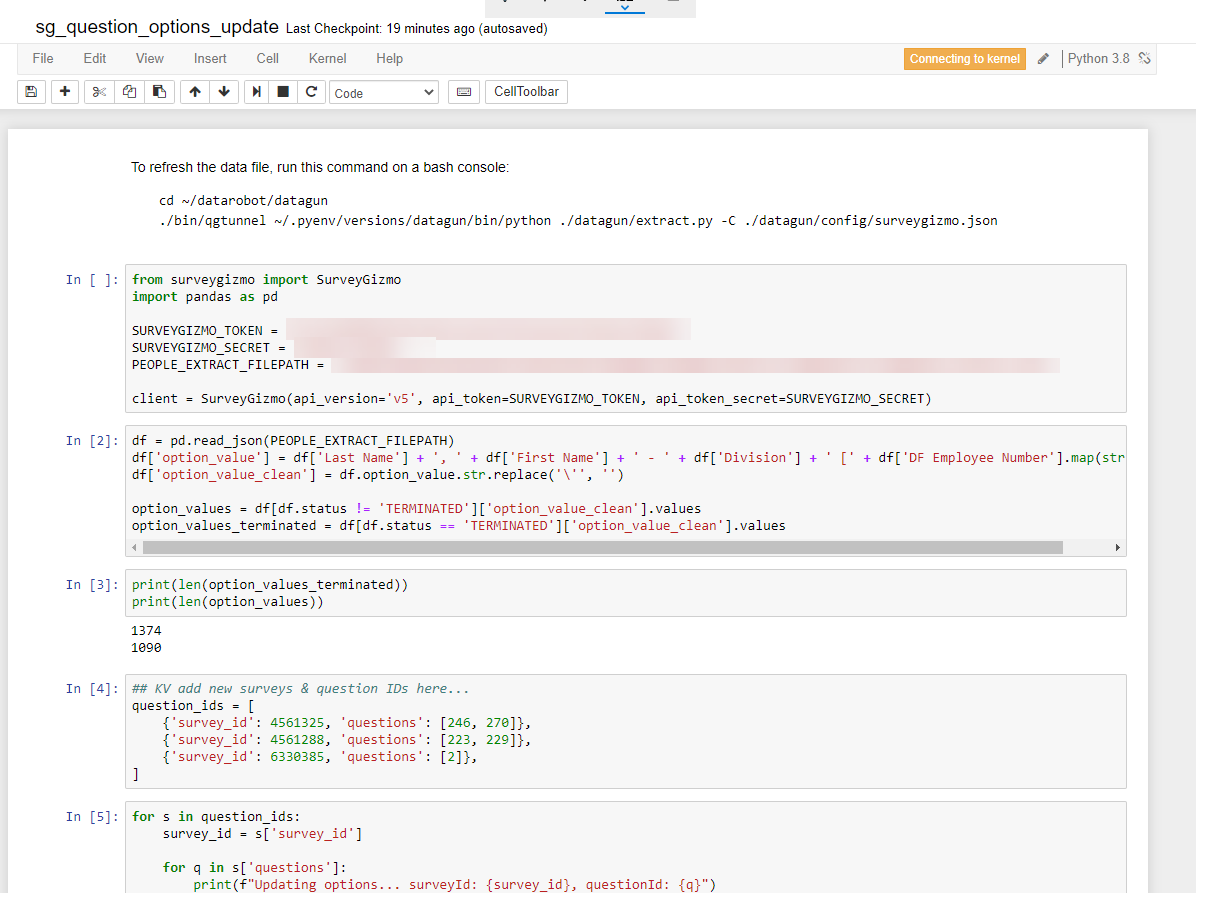 sg_question_options_update Last Checkpoint: 19 minutes ago (autosaved)
File Edit View Insert Cell Kernel Help Connecting to kernel Python 3.8
Code CellToolbar
To refresh the data file, run this command on a bash console:
cd ~/datarobot/datagun
./bin/qgtunnel ~/.pyenv/versions/datagun/bin/python ./datagun/extract.py -C ./datagun/config/surveygizmo.json
In [ ]: from surveygizmo import SurveyGizmo
import pandas as pd
SURVEYGIZMO_TOKEN =
SURVEYGIZMO_SECRET =
PEOPLE_EXTRACT_FILEPATH =
client = SurveyGizmo(api_version='v5', api_token=SURVEYGIZMO_TOKEN, api_token_secret=SURVEYGIZMO_SECRET)
In [2]: df = pd.read_json(PEOPLE_EXTRACT_FILEPATH)
df['option_value'] = df['Last Name'] + ', ' + df['First Name'] + ' - ' + df['Division'] + ' [' + df['DF Employee Number'].map(str
df['option_value_clean'] = df.option_value.str.replace('\'', '')
option_values = df[df.status != 'TERMINATED']['option_value_clean'].values
option_values_terminated = df[df.status == 'TERMINATED']['option_value_clean'].values
In [3]: print(len(option_values_terminated))
print(len(option_values))
1374
1090
In [4]: ## KV add new surveys & question IDs here...
question_ids = [
{'survey_id': 4561325, 'questions': [246, 270]},
{'survey_id': 4561288, 'questions': [223, 229]},
{'survey_id': 6330385, 'questions': [2]},
]
In [5]: for s in question_ids:
survey_id = s['survey_id']
for q in s['questions']:
print(f"Updating options... surveyId: {survey_id}, questionId: {q}")